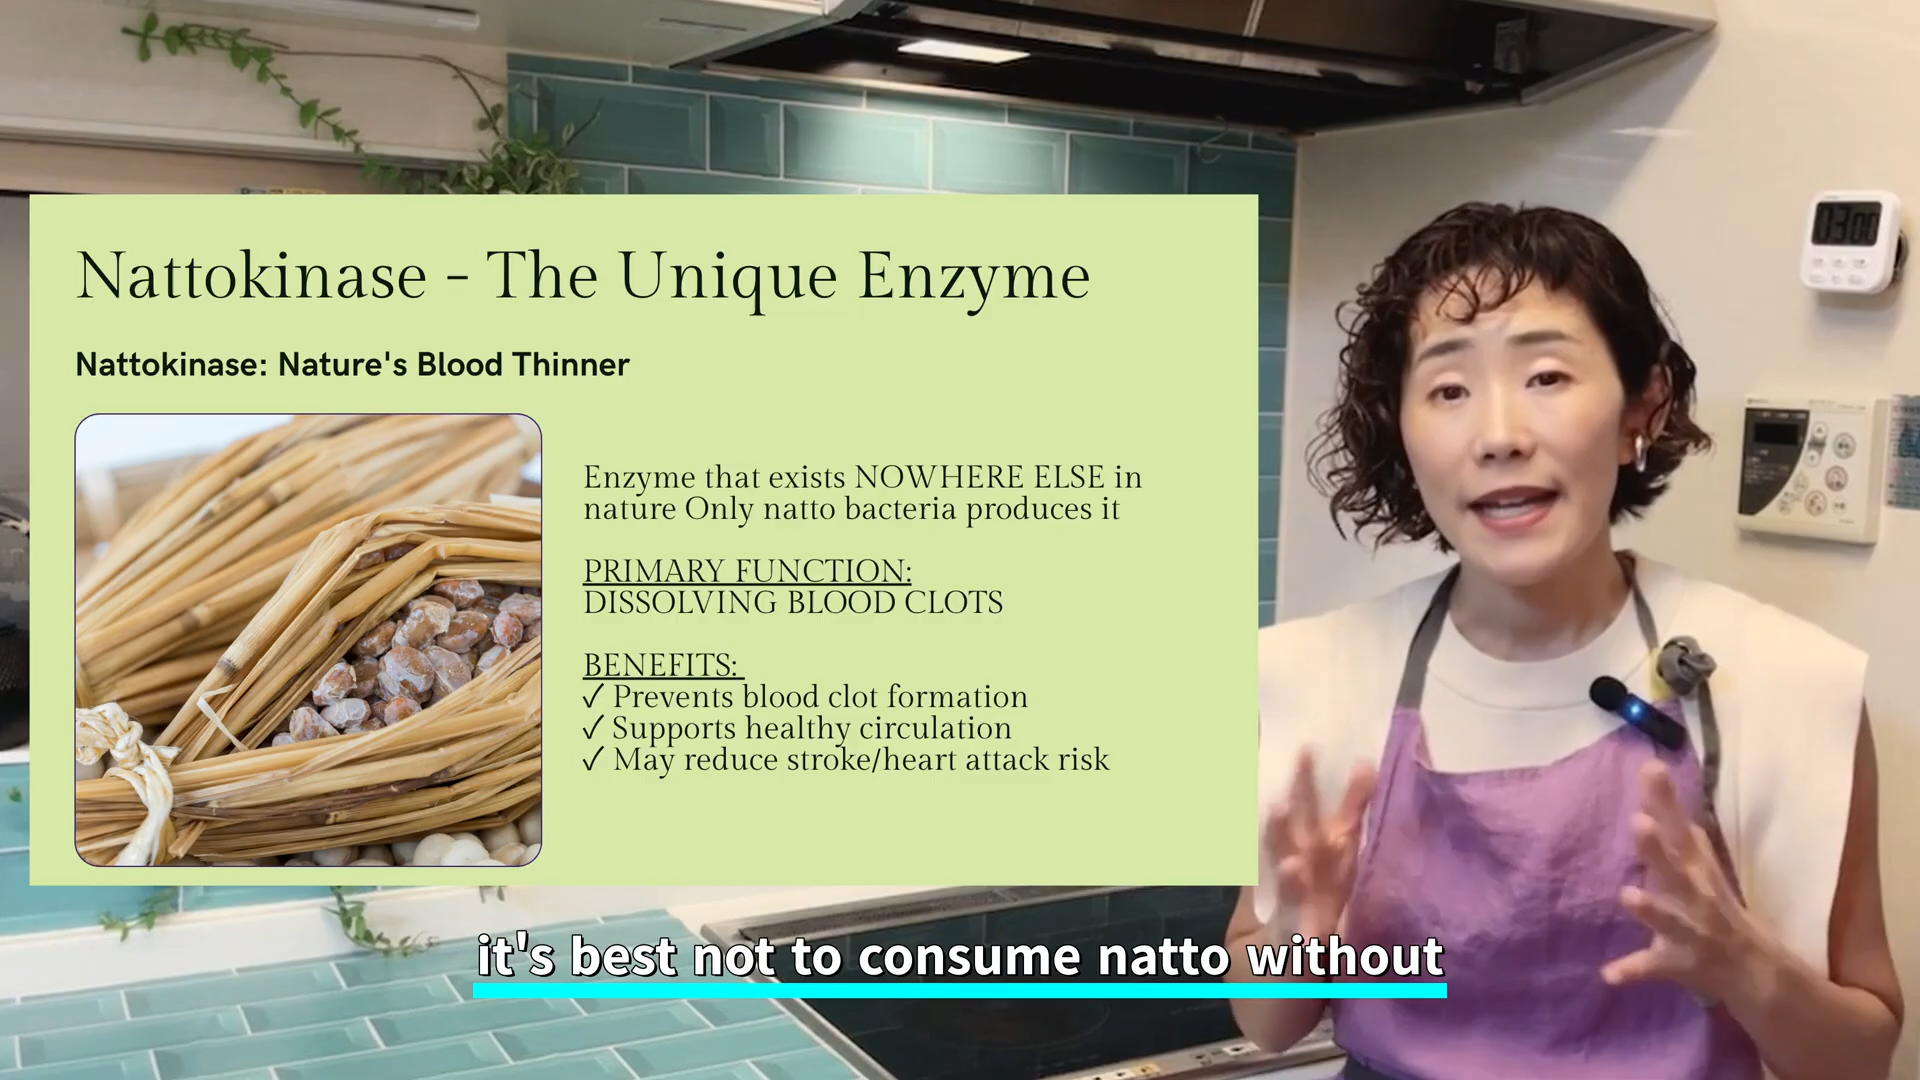 Nattokinase - The Unique Enzyme
Nattokinase: Nature's Blood Thinner
Enzyme that exists NOWHERE ELSE in
nature Only natto bacteria produces it
PRIMARY FUNCTION:
DISSOLVING BLOOD CLOTS
BENEFITS:
✓ Prevents blood clot formation
✓ Supports healthy circulation
✓ May reduce stroke/heart attack risk
it's best not to consume natto without